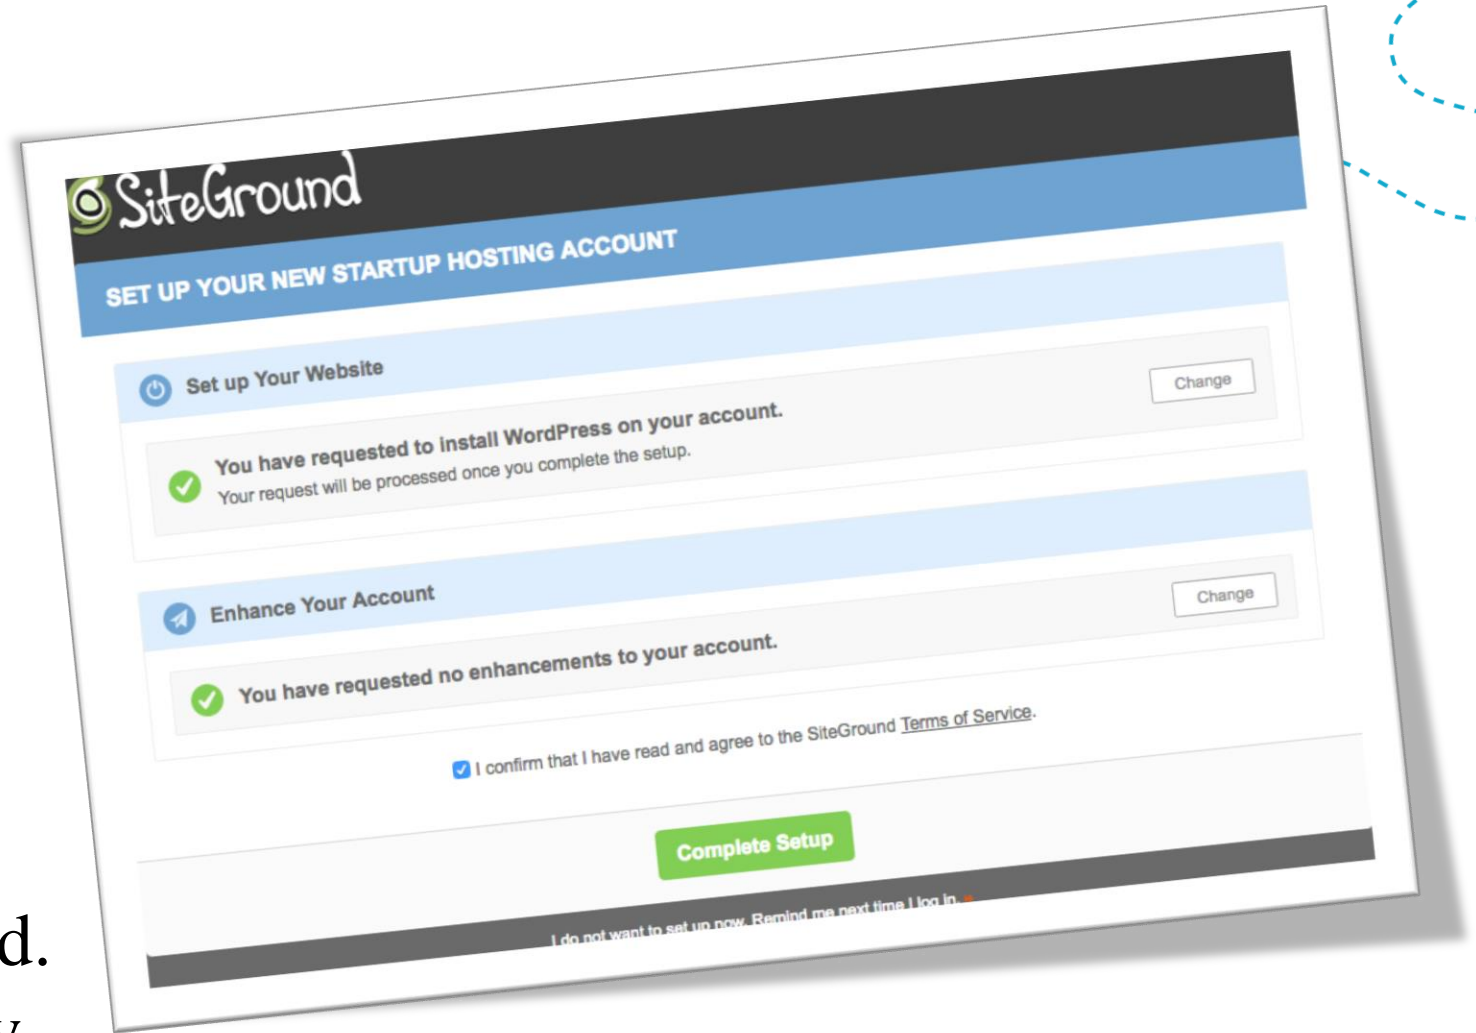 SiteGround
SET UP YOUR NEW STARTUP HOSTING ACCOUNT
Set up Your Website
You have requested to install WordPress on your account.
Your request will be processed once you complete the setup.
Change
Enhance Your Account
You have requested no enhancements to your account.
Change
I confirm that I have read and agree to the SiteGround Terms of Service.
Complete Setup
I do not want to set up now. Remind me next time I log in.
d.